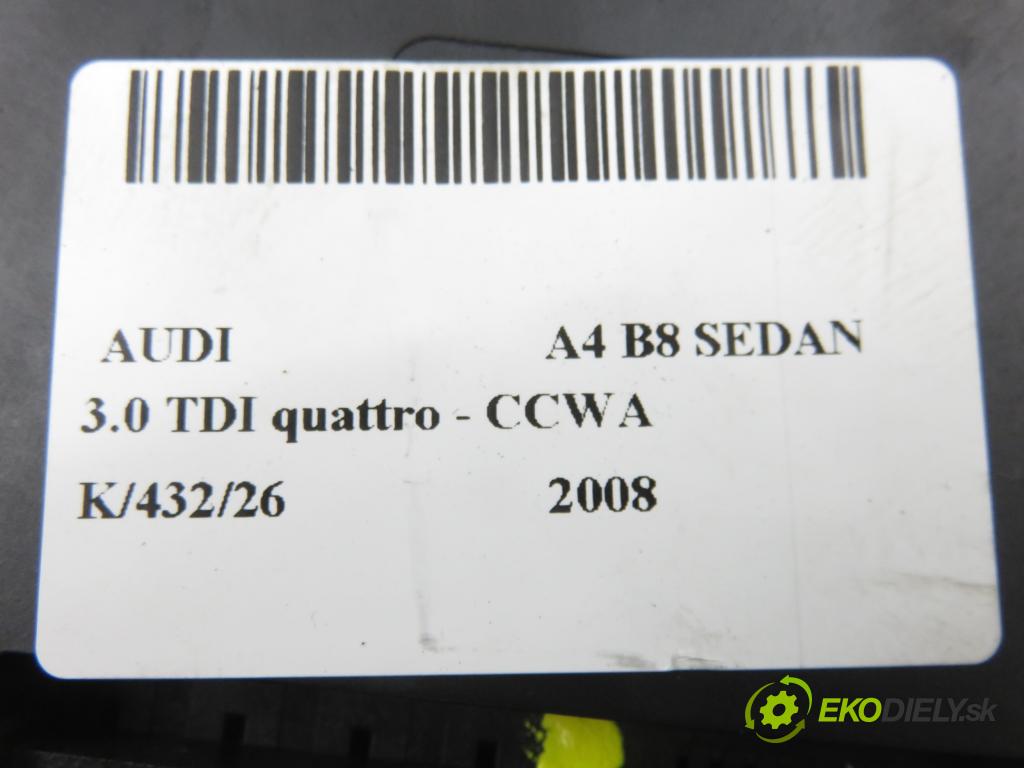 AUDI A4 B8 SEDAN
3.0 TDI quattro - CCWA
K/432/26 2008
EKODIELY.sk